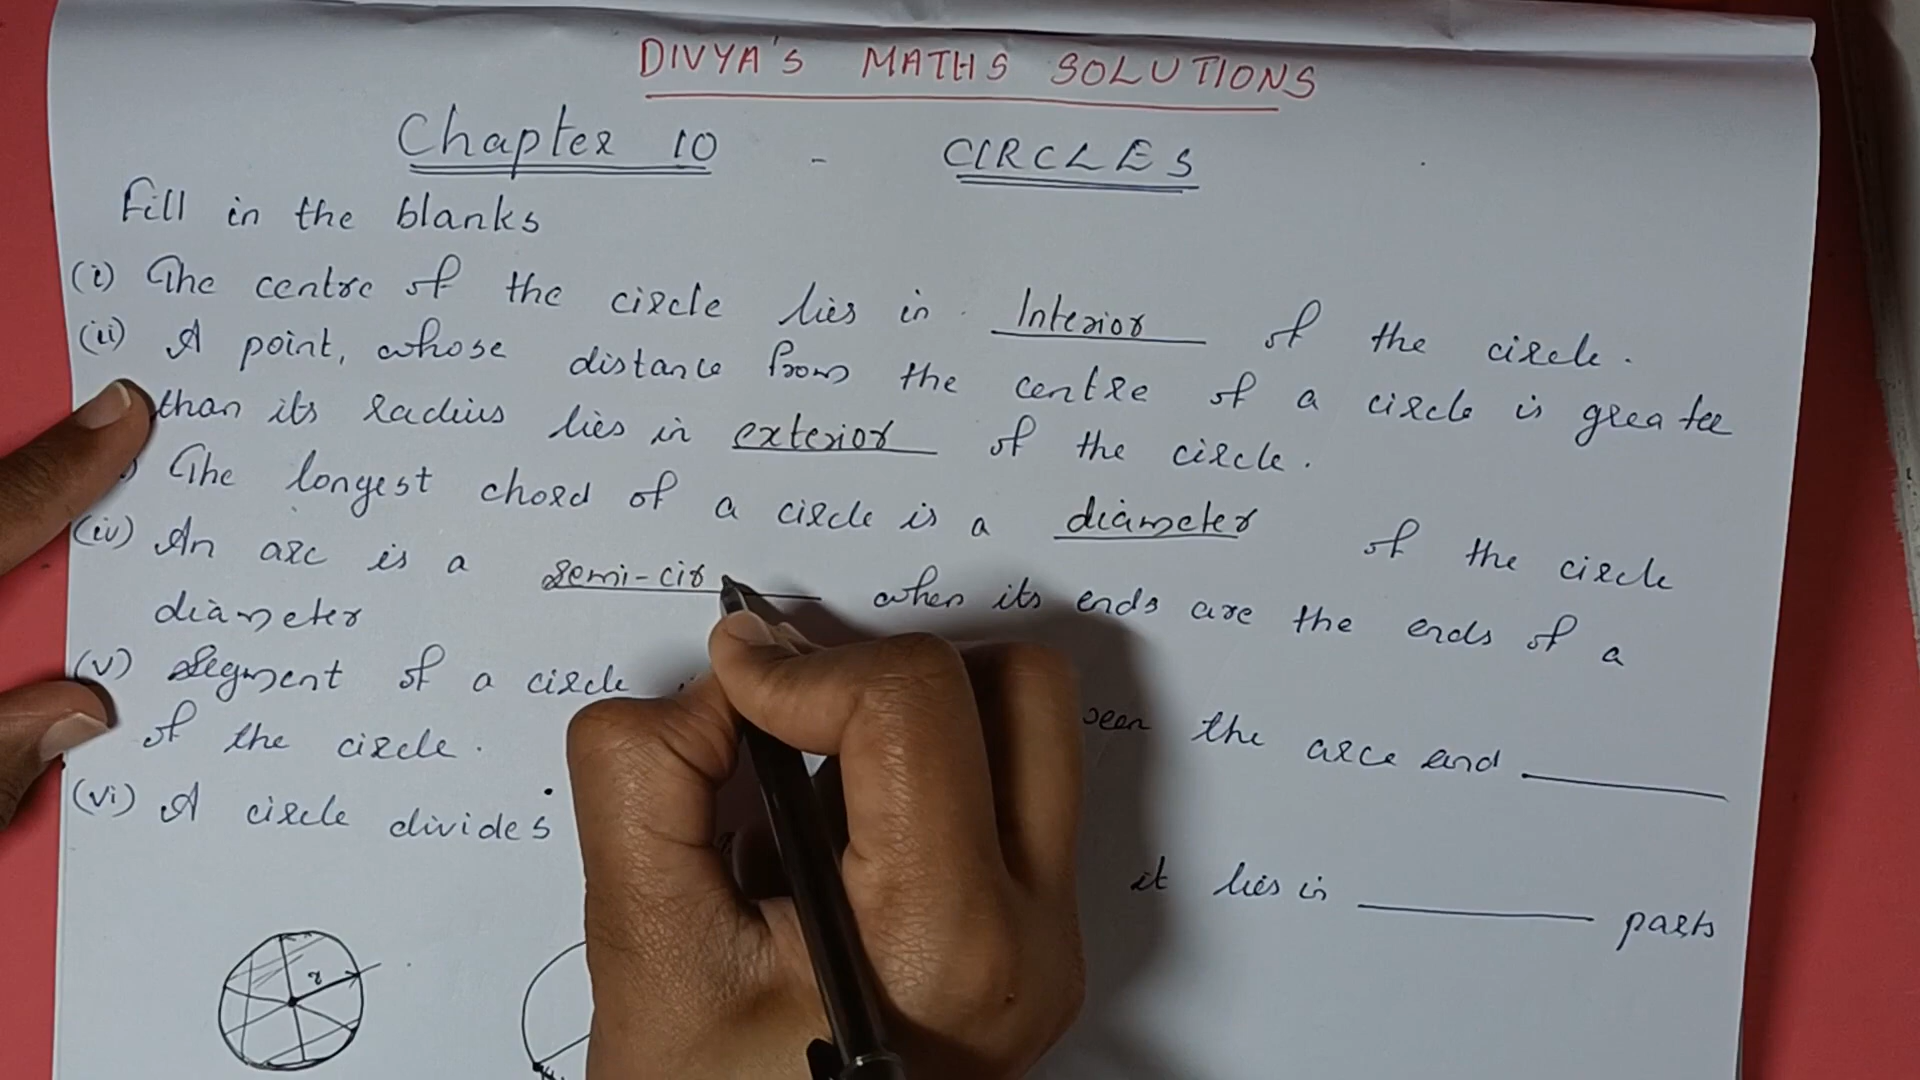 DIVYA'S MATHS SOLUTIONS
Chapter 10 - CIRCLES
Fill in the blanks
(i) The centre of the circle lies in Interior of the circle.
(ii) A point, whose distance from the centre of a circle is greater
than its radius lies in exterior of the circle.
The longest chord of a circle is a diameter of the circle
(iv) An arc is a semi-cir when its ends are the ends of a
diameter
(v) Segment of a circle the arce and
of the circle.
(vi) A circle divides it lies in parts
r